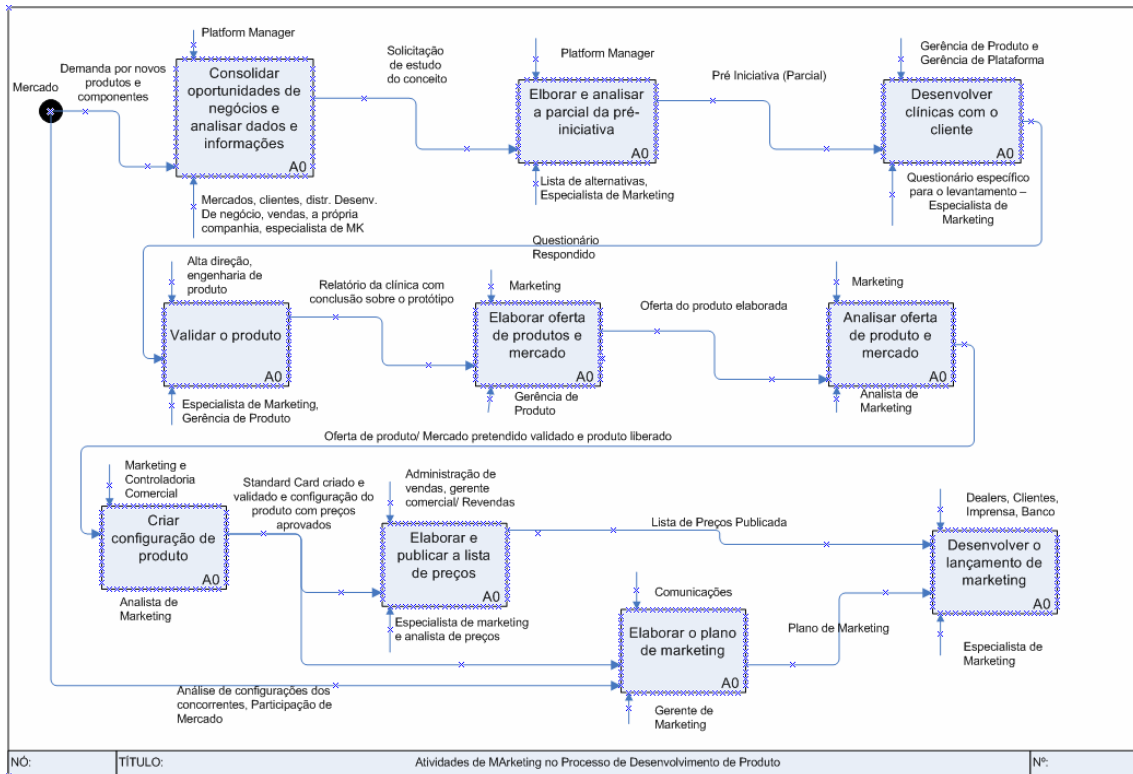 Platform Manager
Mercado
Demanda por novos
produtos e
componentes
Consolidar
oportunidades de
negócios e
analisar dados e
informações
A0
Mercados, clientes, distr. Desenv.
De negócio, vendas, a própria
companhia, especialista de MK
Solicitação
de estudo
do conceito
Platform Manager
Elborar e analisar
a parcial da pré-
iniciativa
A0
Lista de alternativas,
Especialista de Marketing
Pré Iniciativa (Parcial)
Gerência de Produto e
Gerência de Plataforma
Desenvolver
clínicas com o
cliente
A0
Questionário específico
para o levantamento –
Especialista de
Marketing
Questionário
Respondido
Alta direção,
engenharia de
produto
Validar o produto
A0
Especialista de Marketing,
Gerência de Produto
Relatório da clínica com
conclusão sobre o protótipo
Marketing
Elaborar oferta
de produtos e
mercado
A0
Gerência de
Produto
Oferta do produto elaborada
Marketing
Analisar oferta
de produto e
mercado
A0
Analista de
Marketing
Oferta de produto/ Mercado pretendido validado e produto liberado
Marketing e
Controladoria
Comercial
Criar
configuração de
produto
A0
Analista de
Marketing
Standard Card criado e
validado e configuração do
produto com preços
aprovados
Administração de
vendas, gerente
comercial/ Revendas
Elaborar e
publicar a lista
de preços
A0
Especialista de marketing
e analista de preços
Lista de Preços Publicada
Dealers, Clientes,
Imprensa, Banco
Desenvolver o
lançamento de
marketing
A0
Especialista de
Marketing
Comunicações
Elaborar o plano
de marketing
A0
Gerente de
Marketing
Plano de Marketing
Análise de configurações dos
concorrentes, Participação de
Mercado
NÓ:
TÍTULO:
Atividades de MArketing no Processo de Desenvolvimento de Produto
Nº: